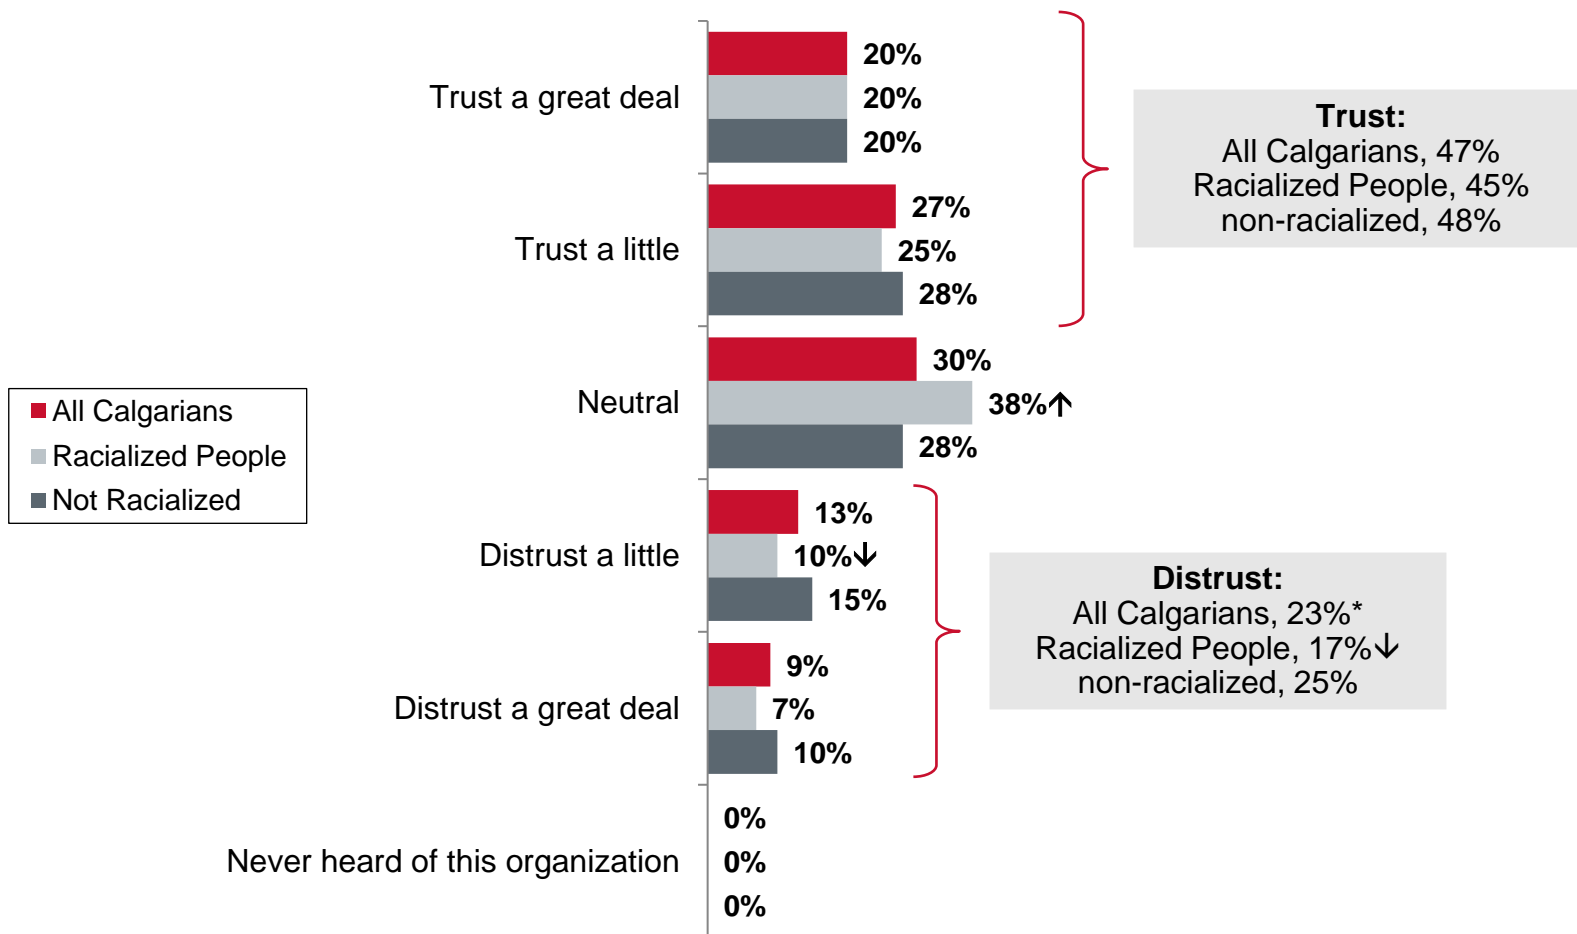 Trust a great deal
20%
20%
20%
Trust a little
27%
25%
28%
Neutral
30%
38%↑
28%
Distrust a little
13%
10%↓
15%
Distrust a great deal
9%
7%
10%
Never heard of this organization
0%
0%
0%
All Calgarians
Racialized People
Not Racialized
Trust:
All Calgarians, 47%
Racialized People, 45%
non-racialized, 48%
Distrust:
All Calgarians, 23%*
Racialized People, 17%↓
non-racialized, 25%